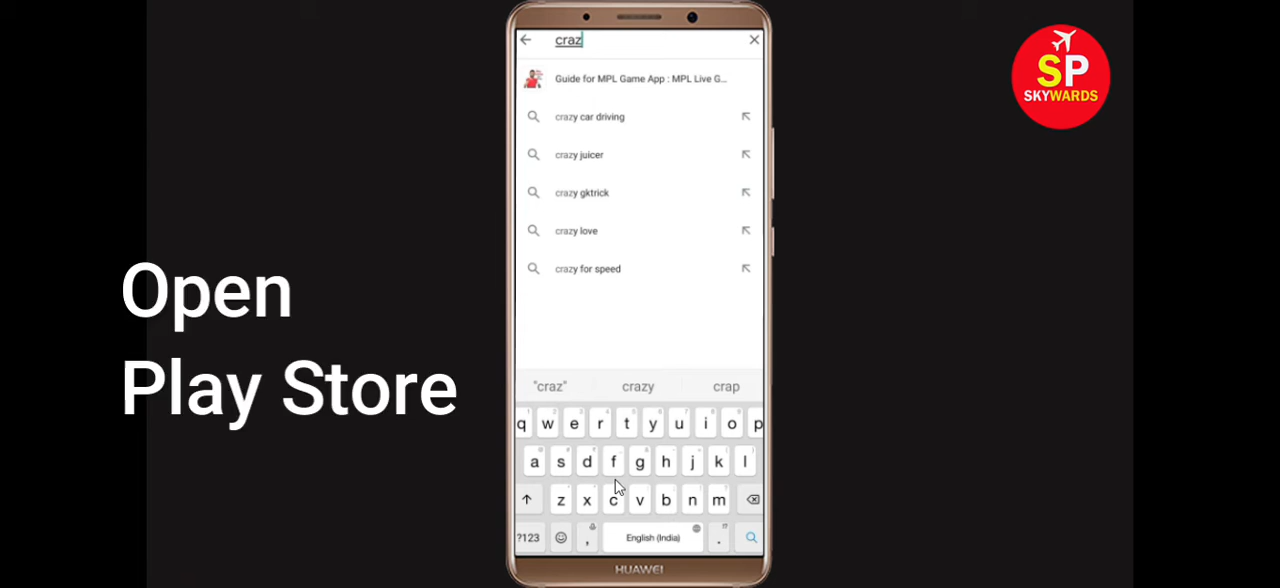 craz
Guide for MPL Game App : MPL Live G...
crazy car driving
crazy juicer
crazy gktrick
crazy love
crazy for speed
SP
SKYWARDS
Open
Play Store
"craz" crazy crap
q w e r t y u i o p
a s d f g h j k l
z x c v b n m
?123 , English (India) .
HUAWEI